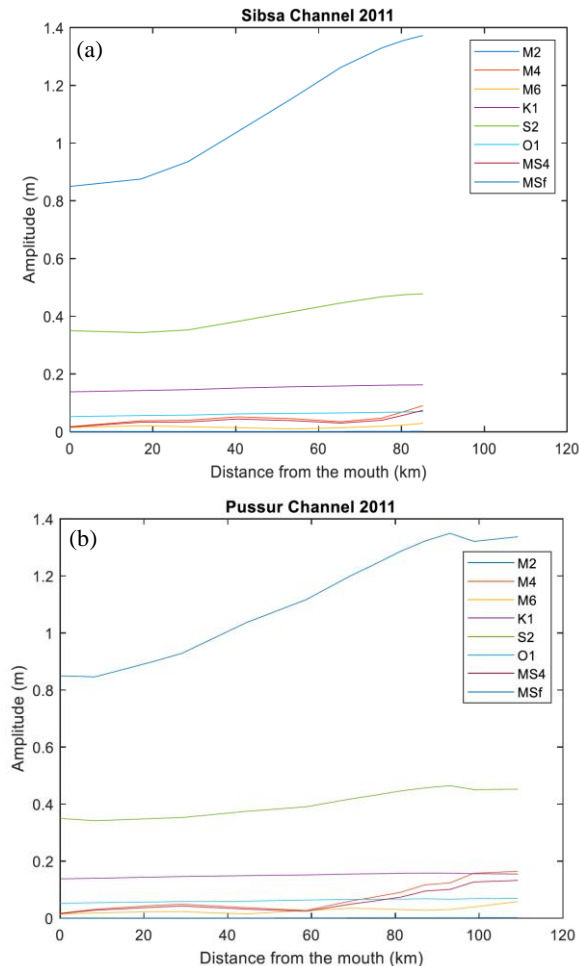 Sibsa Channel 2011
(a)
1.4
1.2
1
0.8
0.6
0.4
0.2
0
Amplitude (m)
M2
M4
M6
K1
S2
O1
MS4
MSf
0 20 40 60 80 100 120
Distance from the mouth (km)
Pussur Channel 2011
(b)
1.4
1.2
1
0.8
0.6
0.4
0.2
0
Amplitude (m)
M2
M4
M6
K1
S2
O1
MS4
MSf
0 20 40 60 80 100 120
Distance from the mouth (km)